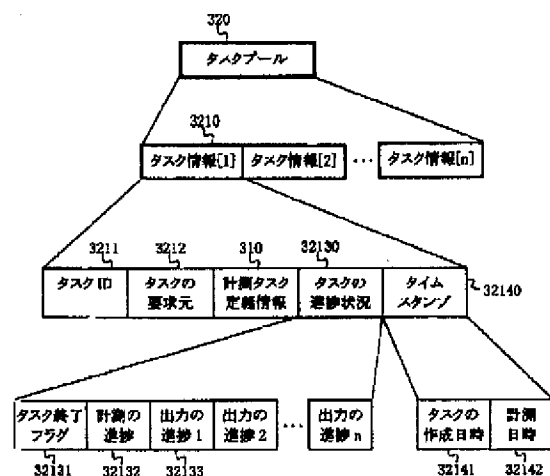 320
タスクプール
3210
タスク情報[1] タスク情報[2] ··· タスク情報[n]
3211 3212 310 32130
タスクID タスクの要求元 計測タスク定義情報 タスクの進捗状況 タイムスタンプ 32140
タスク終了フラグ 計測の進捗 出力の進捗1 出力の進捗2 ··· 出力の進捗n タスクの作成日時 計測日時
32131 32132 32133 32141 32142